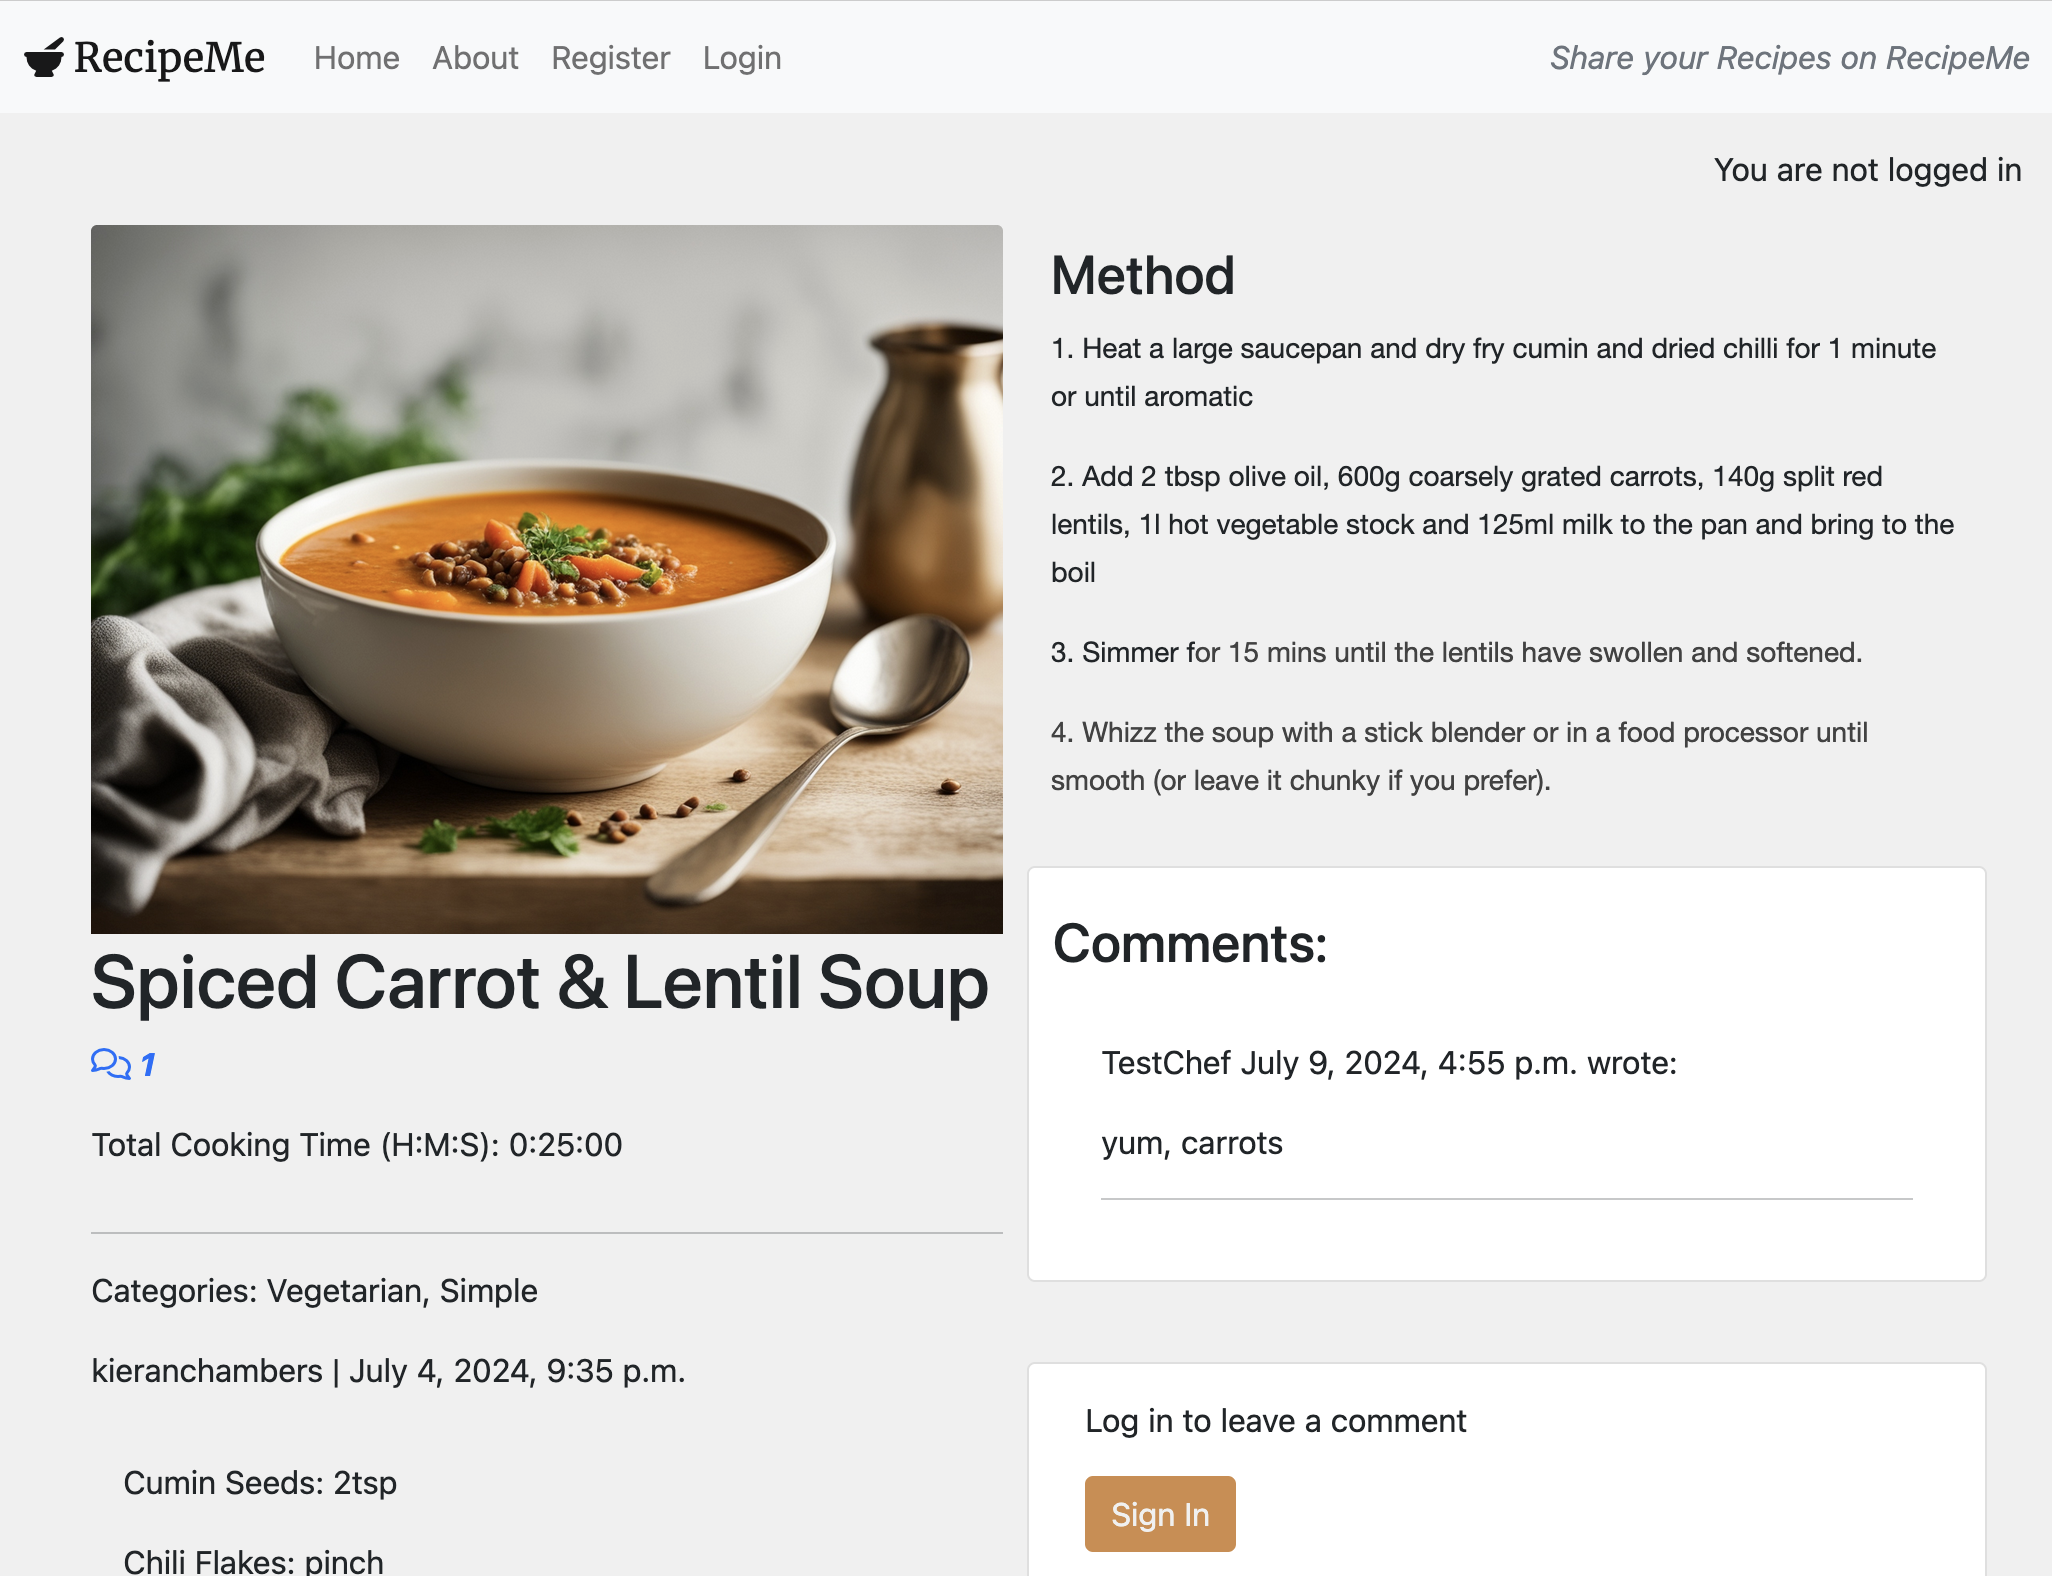 RecipeMe Home About Register Login Share your Recipes on RecipeMe
You are not logged in
Spiced Carrot & Lentil Soup
1
Total Cooking Time (H:M:S): 0:25:00
Categories: Vegetarian, Simple
kieranchambers | July 4, 2024, 9:35 p.m.
Cumin Seeds: 2tsp
Chili Flakes: pinch
Method
1. Heat a large saucepan and dry fry cumin and dried chilli for 1 minute
or until aromatic
2. Add 2 tbsp olive oil, 600g coarsely grated carrots, 140g split red
lentils, 1l hot vegetable stock and 125ml milk to the pan and bring to the
boil
3. Simmer for 15 mins until the lentils have swollen and softened.
4. Whizz the soup with a stick blender or in a food processor until
smooth (or leave it chunky if you prefer).
Comments:
TestChef July 9, 2024, 4:55 p.m. wrote:
yum, carrots
Log in to leave a comment
Sign In